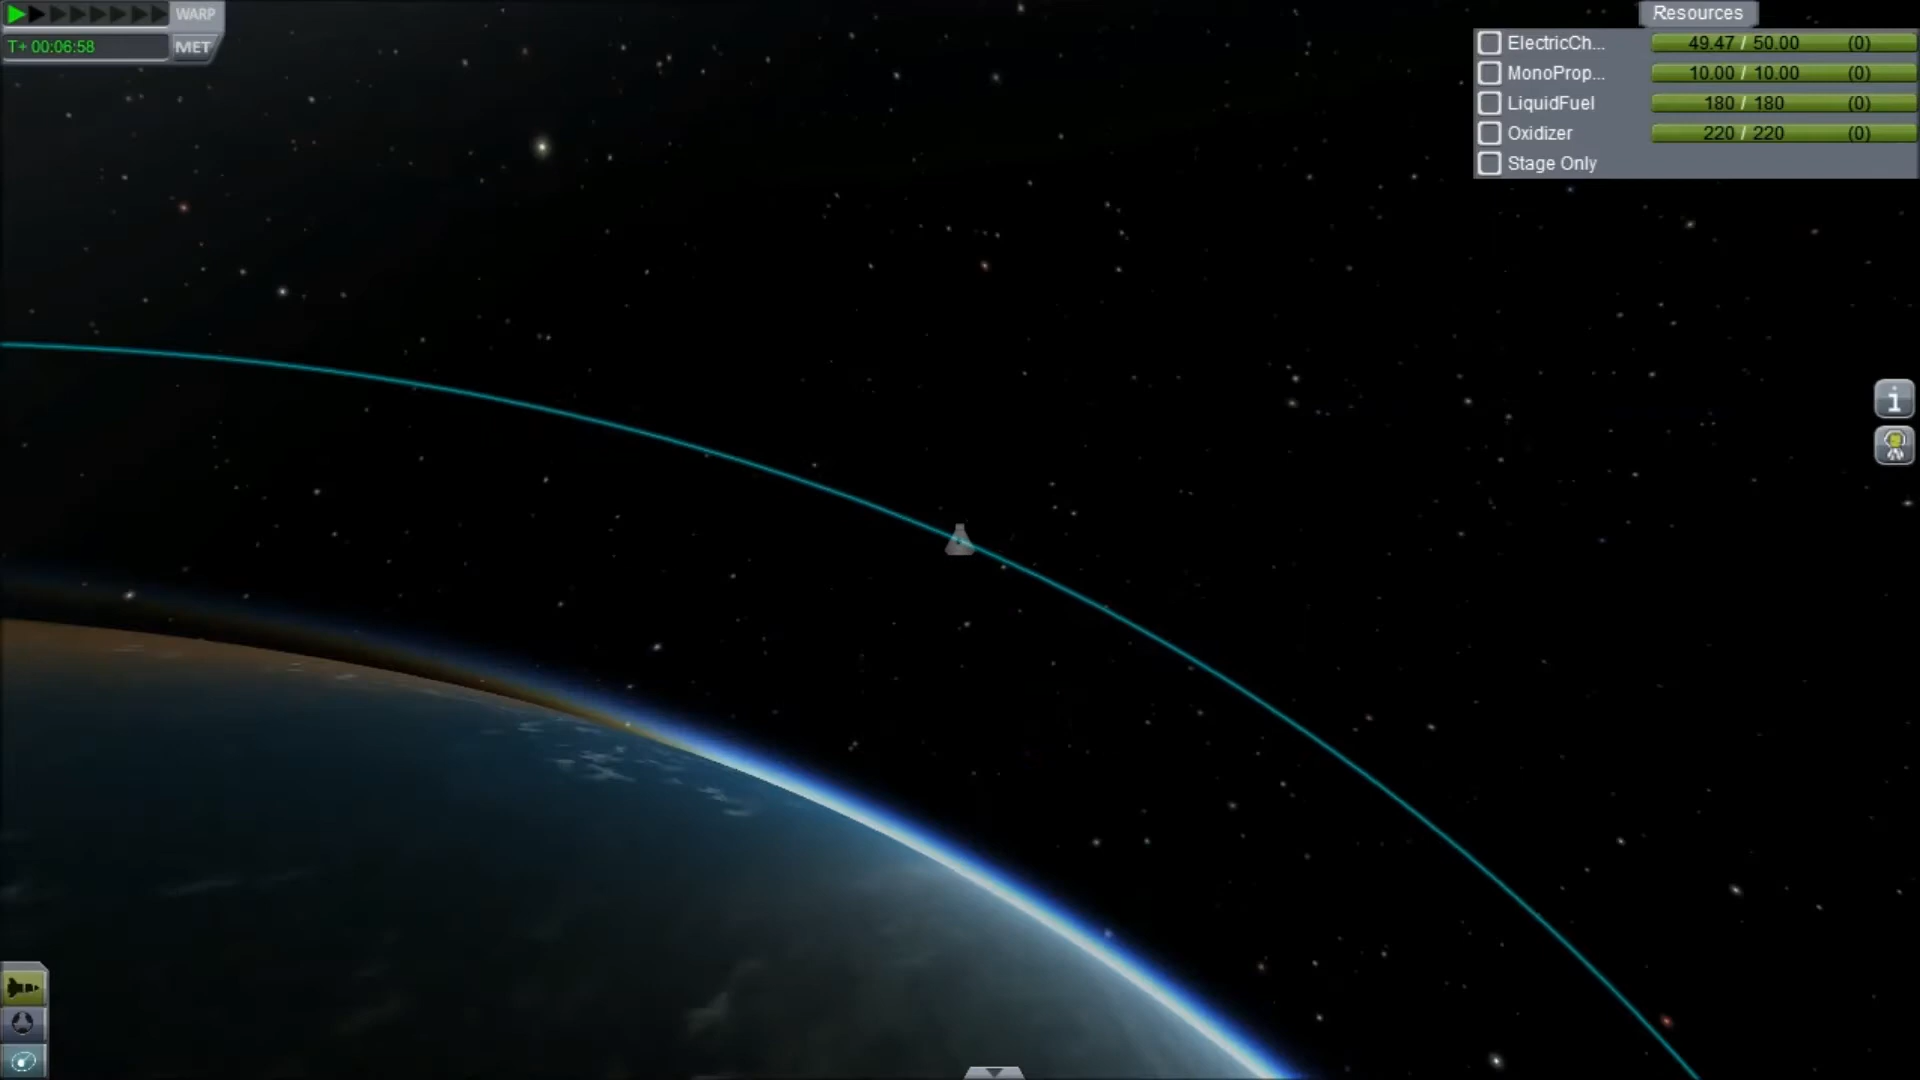 WARP
T+ 00:06:58
MET
Resources
ElectricCh... 49.47 / 50.00 (0)
MonoProp... 10.00 / 10.00 (0)
LiquidFuel 180 / 180 (0)
Oxidizer 220 / 220 (0)
Stage Only